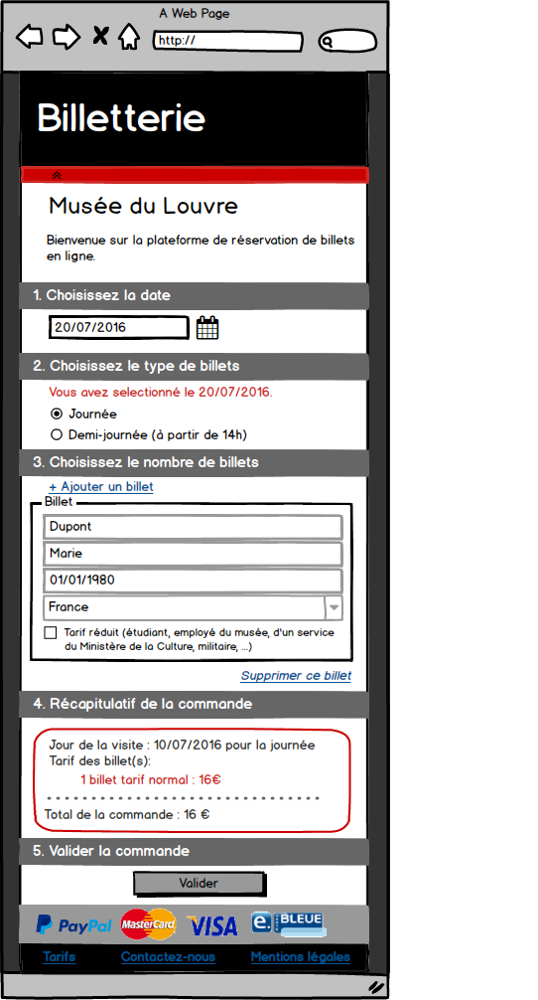 A Web Page
http://
Billetterie
Musée du Louvre
Bienvenue sur la plateforme de réservation de billets
en ligne.
1. Choisissez la date
20/07/2016
2. Choisissez le type de billets
Vous avez selectionné le 20/07/2016.
Journée
Demi-journée (à partir de 14h)
3. Choisissez le nombre de billets
+ Ajouter un billet
Billet
Dupont
Marie
01/01/1980
France
Tarif réduit (étudiant, employé du musée, d'un service
du Ministère de la Culture, militaire, ...)
Supprimer ce billet
4. Récapitulatif de la commande
Jour de la visite : 10/07/2016 pour la journée
Tarif des billet(s):
1 billet tarif normal : 16€
Total de la commande : 16 €
5. Valider la commande
Valider
PayPal MasterCard VISA e. BLEUE
Tarifs Contactez-nous Mentions légales